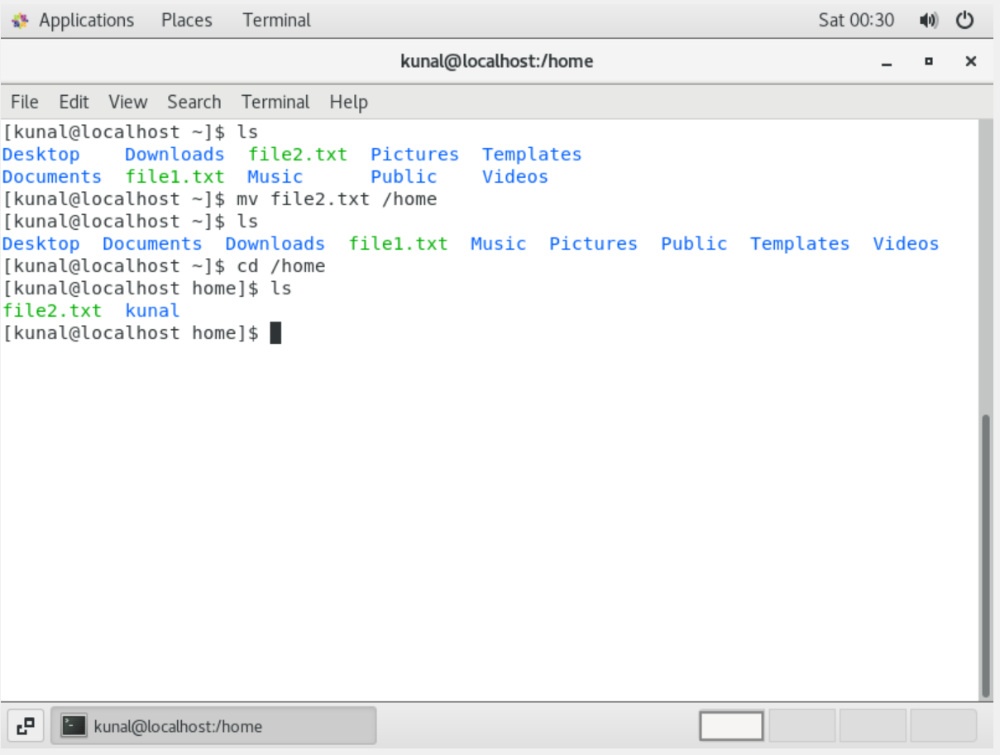 Applications Places Terminal Sat 00:30
kunal@localhost:/home
File Edit View Search Terminal Help
[kunal@localhost ~]$ ls
Desktop Downloads file2.txt Pictures Templates
Documents file1.txt Music Public Videos
[kunal@localhost ~]$ mv file2.txt /home
[kunal@localhost ~]$ ls
Desktop Documents Downloads file1.txt Music Pictures Public Templates Videos
[kunal@localhost ~]$ cd /home
[kunal@localhost home]$ ls
file2.txt kunal
[kunal@localhost home]$
kunal@localhost:/home